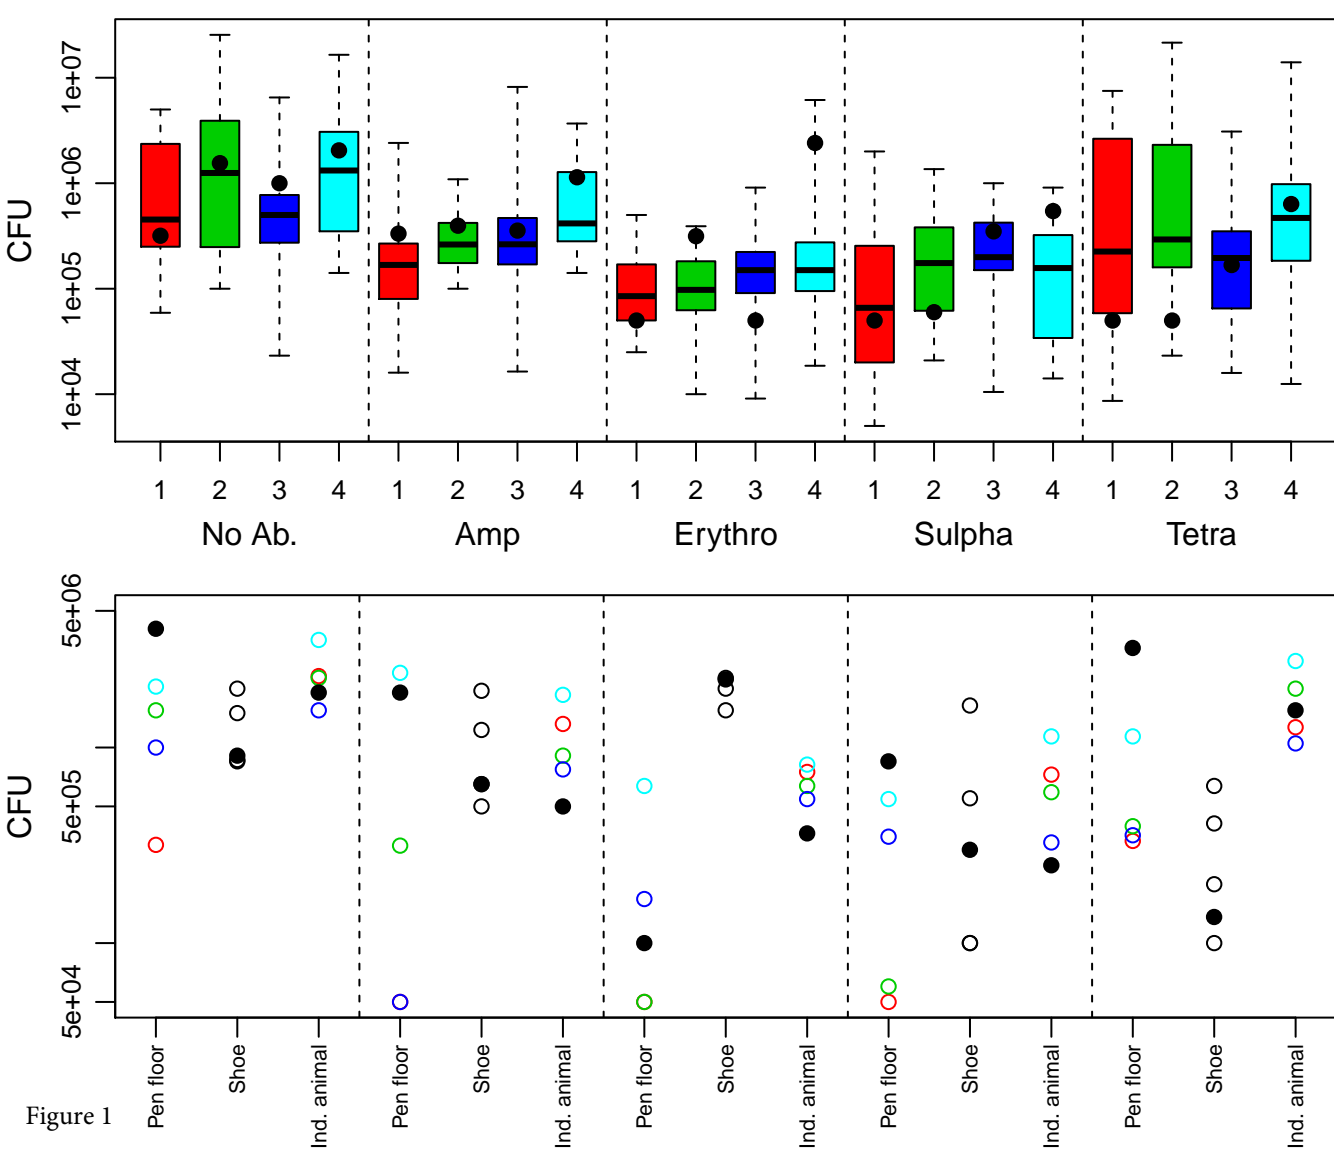 CFU
1e+07
1e+06
1e+05
1e+04
1 2 3 4 1 2 3 4 1 2 3 4 1 2 3 4 1 2 3 4
No Ab. Amp Erythro Sulpha Tetra
CFU
5e+06
5e+05
5e+04
Pen floor Shoe Ind. animal Pen floor Shoe Ind. animal Pen floor Shoe Ind. animal Pen floor Shoe Ind. animal Pen floor Shoe Ind. animal
Figure 1